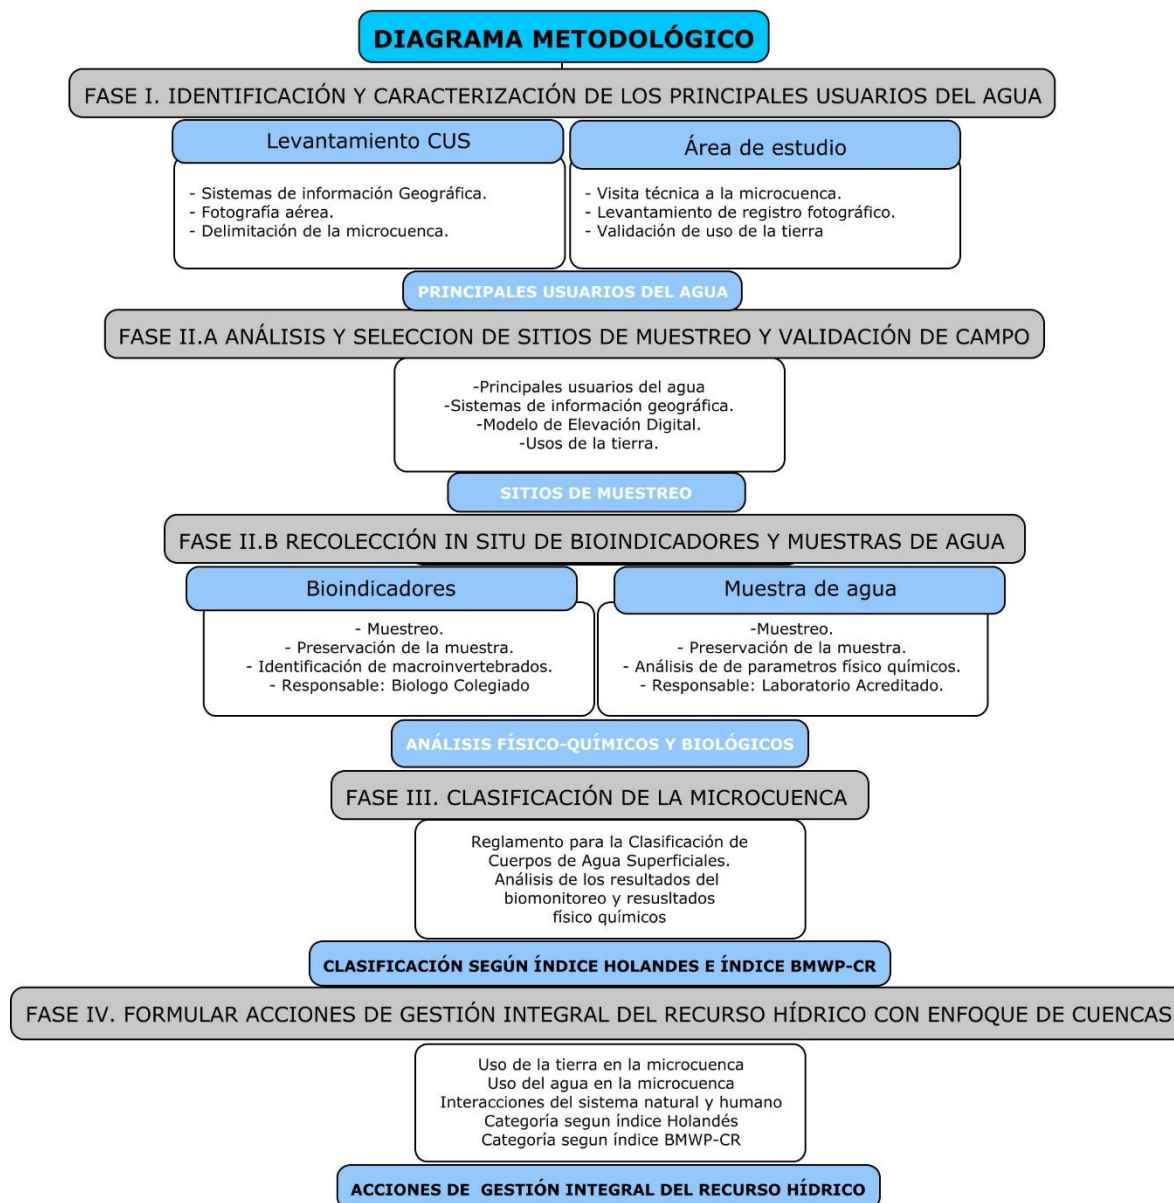 DIAGRAMA METODOLÓGICO
FASE I. IDENTIFICACIÓN Y CARACTERIZACIÓN DE LOS PRINCIPALES USUARIOS DEL AGUA
Levantamiento CUS
- Sistemas de información Geográfica.
- Fotografía aérea.
- Delimitación de la microcuenca.
Área de estudio
- Visita técnica a la microcuenca.
- Levantamiento de registro fotográfico.
- Validación de uso de la tierra
PRINCIPALES USUARIOS DEL AGUA
FASE II.A ANÁLISIS Y SELECCION DE SITIOS DE MUESTREO Y VALIDACIÓN DE CAMPO
-Principales usuarios del agua
-Sistemas de información geográfica.
-Modelo de Elevación Digital.
-Usos de la tierra.
SITIOS DE MUESTREO
FASE II.B RECOLECCIÓN IN SITU DE BIOINDICADORES Y MUESTRAS DE AGUA
Bioindicadores
- Muestreo.
- Preservación de la muestra.
- Identificación de macroinvertebrados.
- Responsable: Biologo Colegiado
Muestra de agua
-Muestreo.
- Preservación de la muestra.
- Análisis de de parametros físico químicos.
- Responsable: Laboratorio Acreditado.
ANÁLISIS FÍSICO-QUÍMICOS Y BIOLÓGICOS
FASE III. CLASIFICACIÓN DE LA MICROCUENCA
Reglamento para la Clasificación de
Cuerpos de Agua Superficiales.
Análisis de los resultados del
biomonitoreo y resusltados
físico químicos
CLASIFICACIÓN SEGÚN ÍNDICE HOLANDES E ÍNDICE BMWP-CR
FASE IV. FORMULAR ACCIONES DE GESTIÓN INTEGRAL DEL RECURSO HÍDRICO CON ENFOQUE DE CUENCAS
Uso de la tierra en la microcuenca
Uso del agua en la microcuenca
Interacciones del sistema natural y humano
Categoría segun índice Holandés
Categoría segun índice BMWP-CR
ACCIONES DE GESTIÓN INTEGRAL DEL RECURSO HÍDRICO